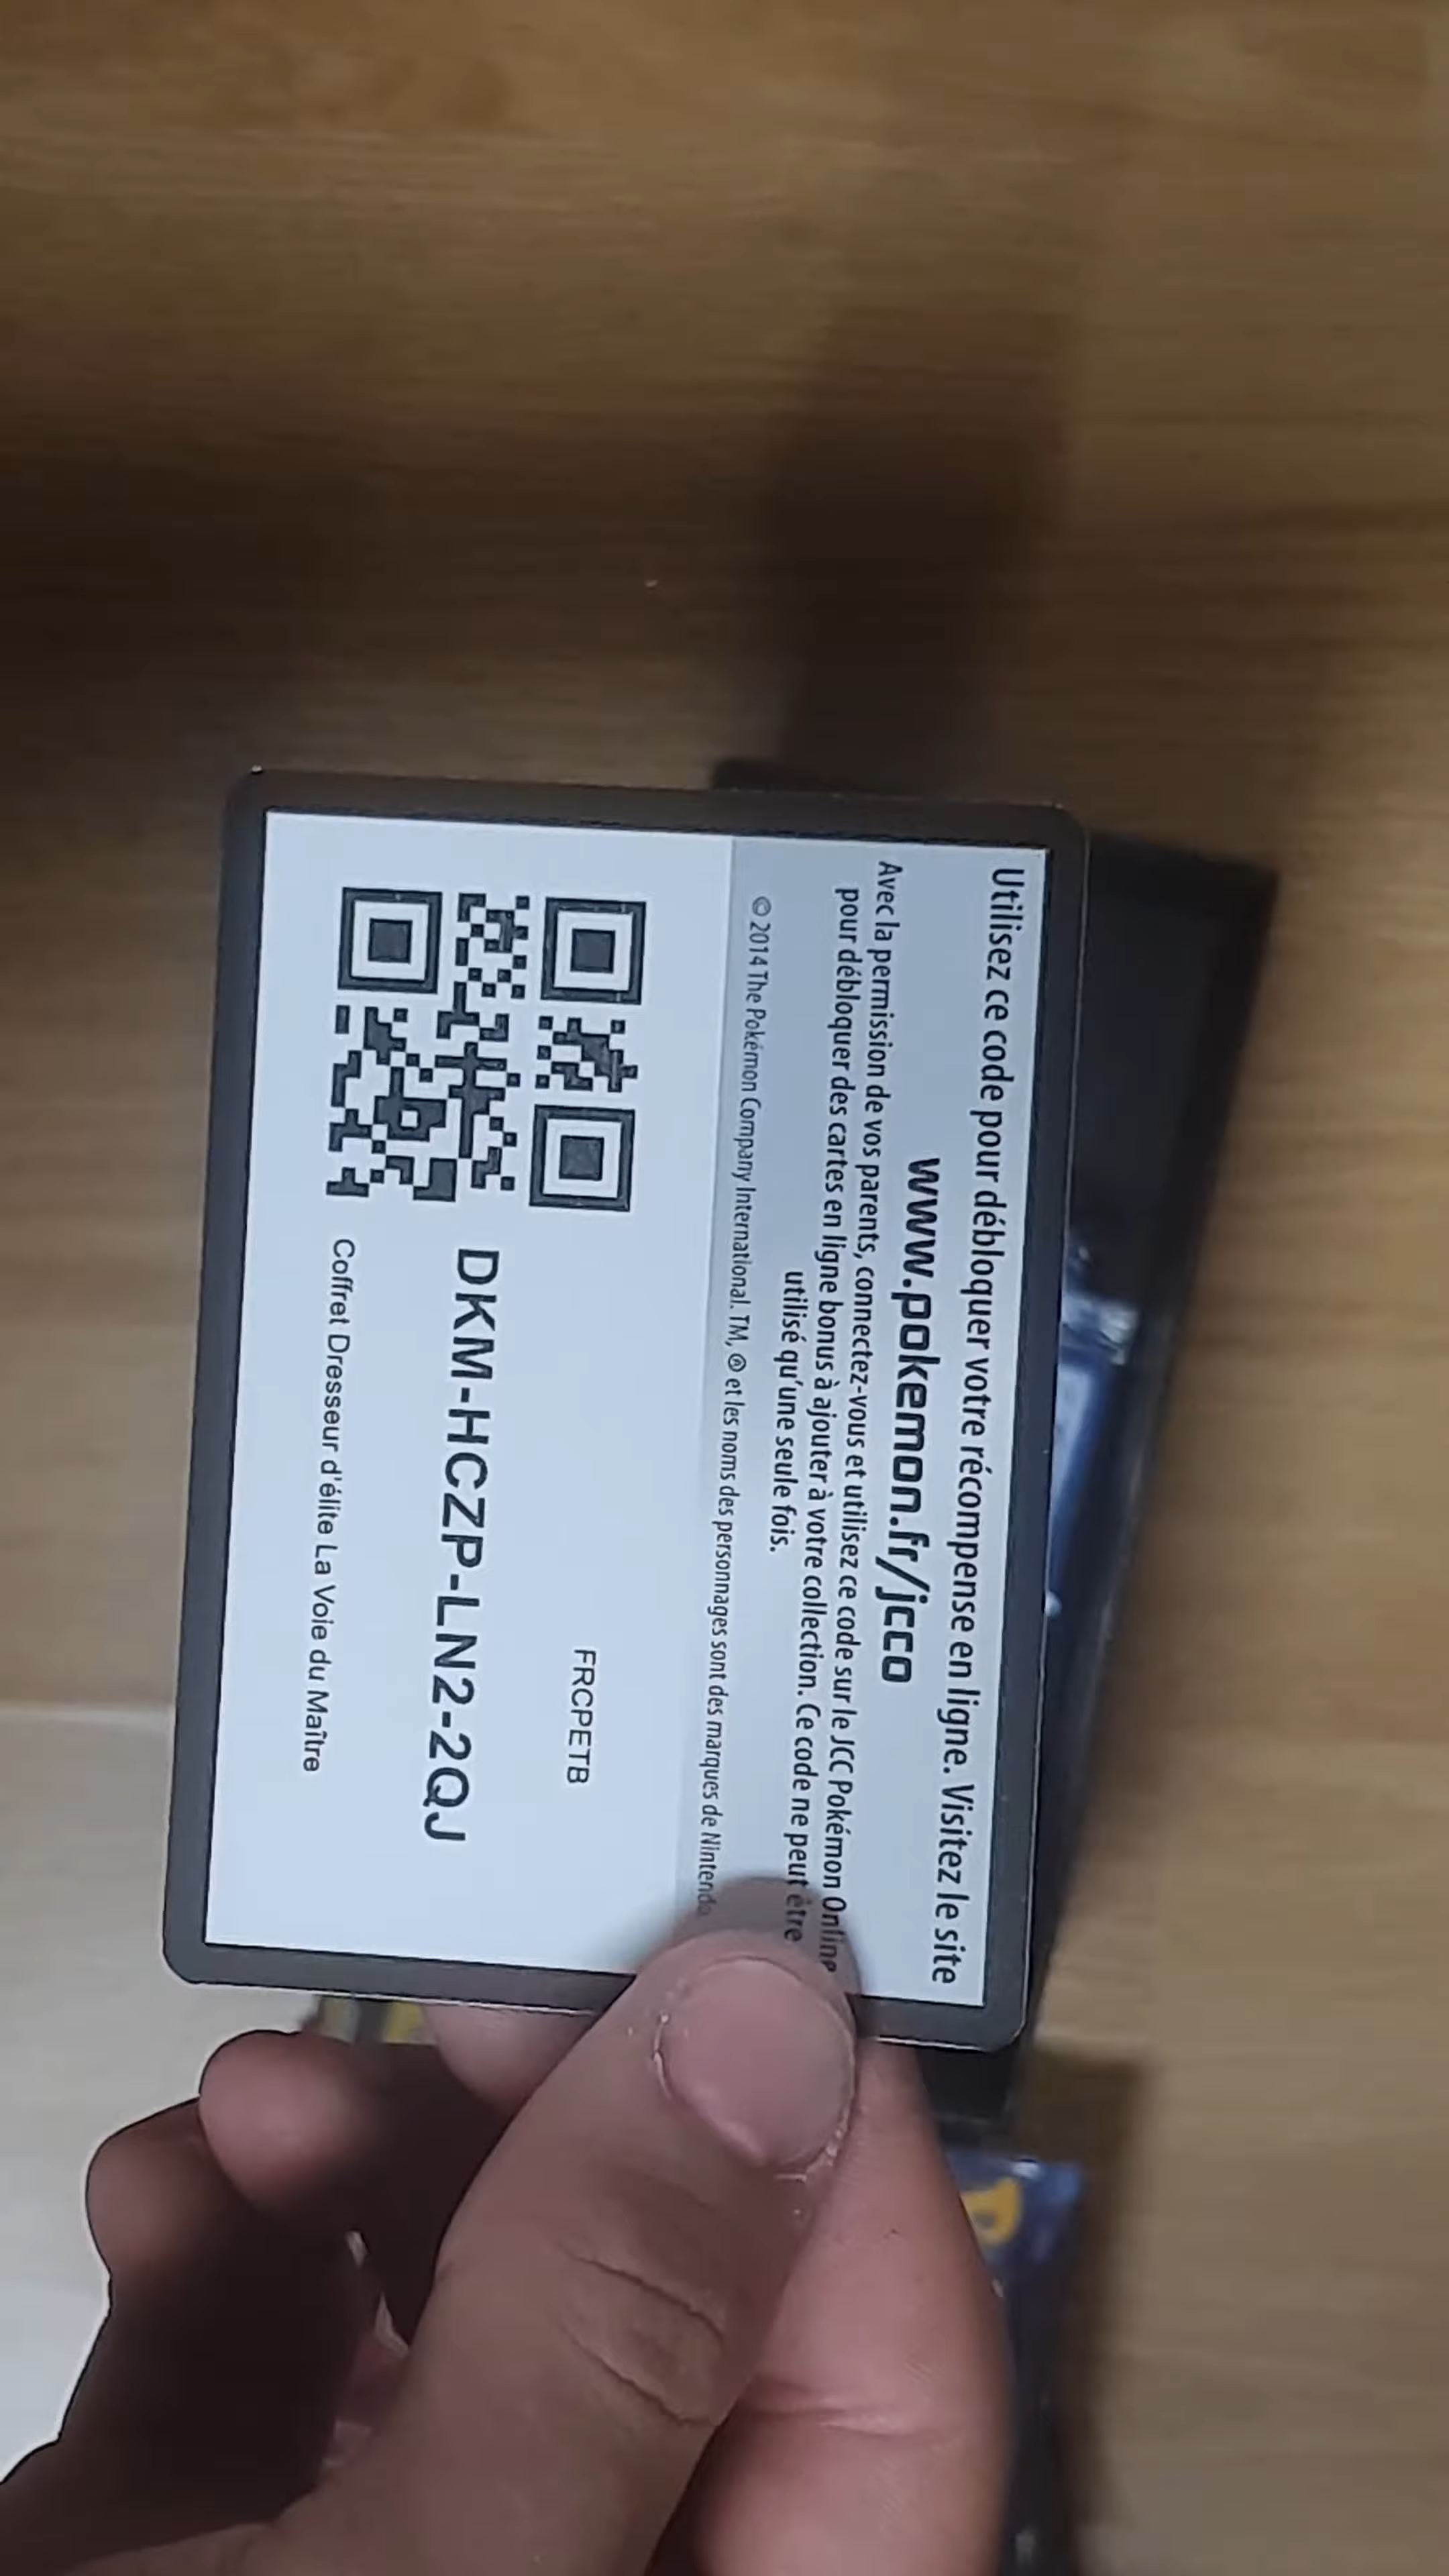 Utilisez ce code pour débloquer votre récompense en ligne. Visitez le site
www.pokemon.fr/jcco
Avec la permission de vos parents, connectez-vous et utilisez ce code sur le JCC Pokémon Online
pour débloquer des cartes en ligne bonus à ajouter à votre collection. Ce code ne peut être
utilisé qu'une seule fois.
© 2014 The Pokémon Company International. TM, ® et les noms des personnages sont des marques de Nintendo
FRCPETB
DKM-HCZP-LN2-2QJ
Coffret Dresseur d'élite La Voie du Maître